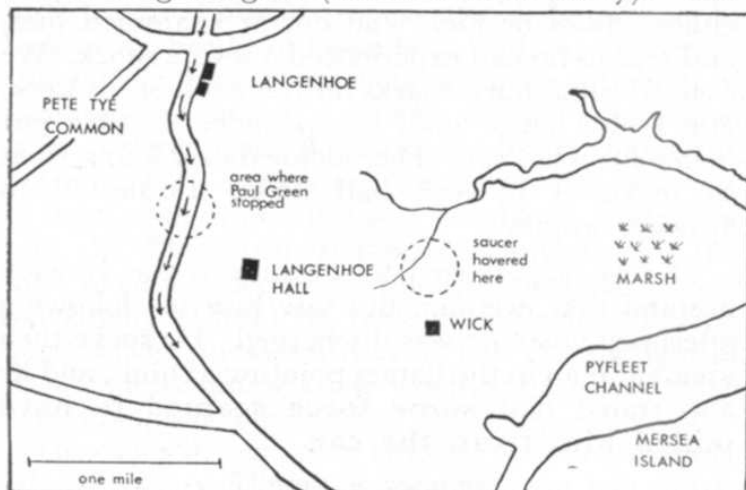 LANGENHOE
PETE TYE
COMMON
area where
Paul Green
stopped
LANGENHOE
HALL
saucer
hovered
here
MARSH
WICK
PYFLEET
CHANNEL
MERSEA
ISLAND
one mile